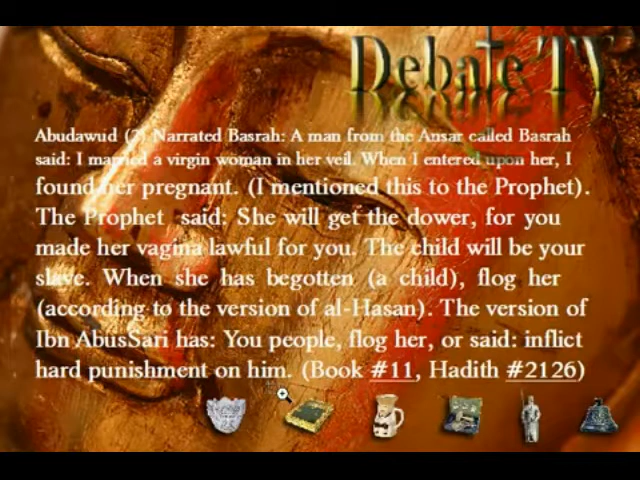 Debate TV
Abudawud (2) Narrated Basrah: A man from the Ansar called Basrah
said: I married a virgin woman in her veil. When I entered upon her, I
found her pregnant. (I mentioned this to the Prophet).
The Prophet said: She will get the dower, for you
made her vagina lawful for you. The child will be your
slave. When she has begotten (a child), flog her
(according to the version of al-Hasan). The version of
Ibn AbusSari has: You people, flog her, or said: inflict
hard punishment on him. (Book #11, Hadith #2126)